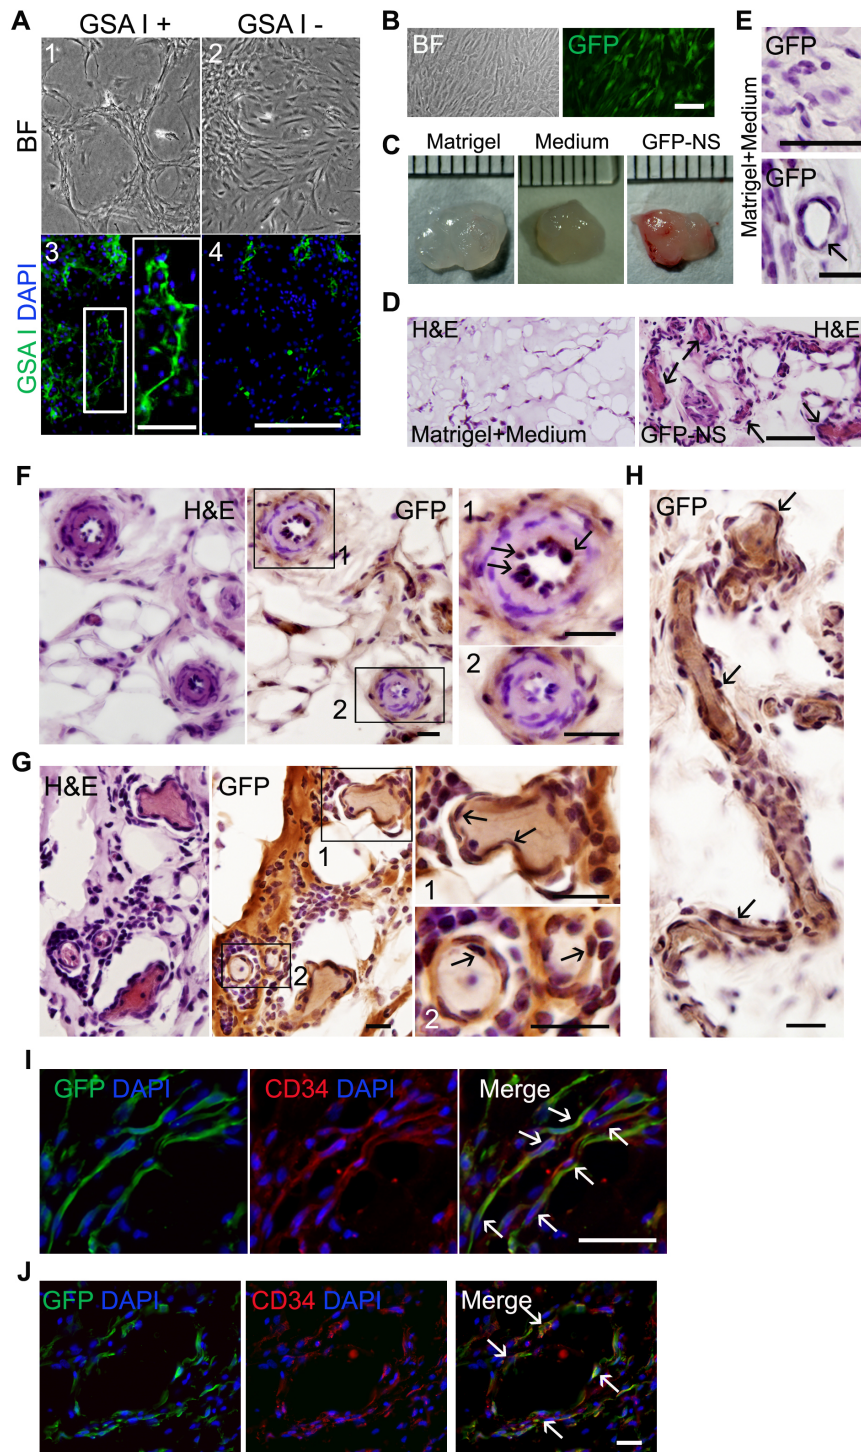 A
GSA I +
GSA I -
BF
1
2
GSA I DAPI
3
4
B
BF
GFP
C
Matrigel
Medium
GFP-NS
D
H&E
Matrigel+Medium
H&E
GFP-NS
E
Matrigel+Medium
GFP
GFP
F
H&E
GFP
1
2
1
2
G
H&E
GFP
1
2
1
2
H
GFP
I
GFP DAPI
CD34 DAPI
Merge
J
GFP DAPI
CD34 DAPI
Merge